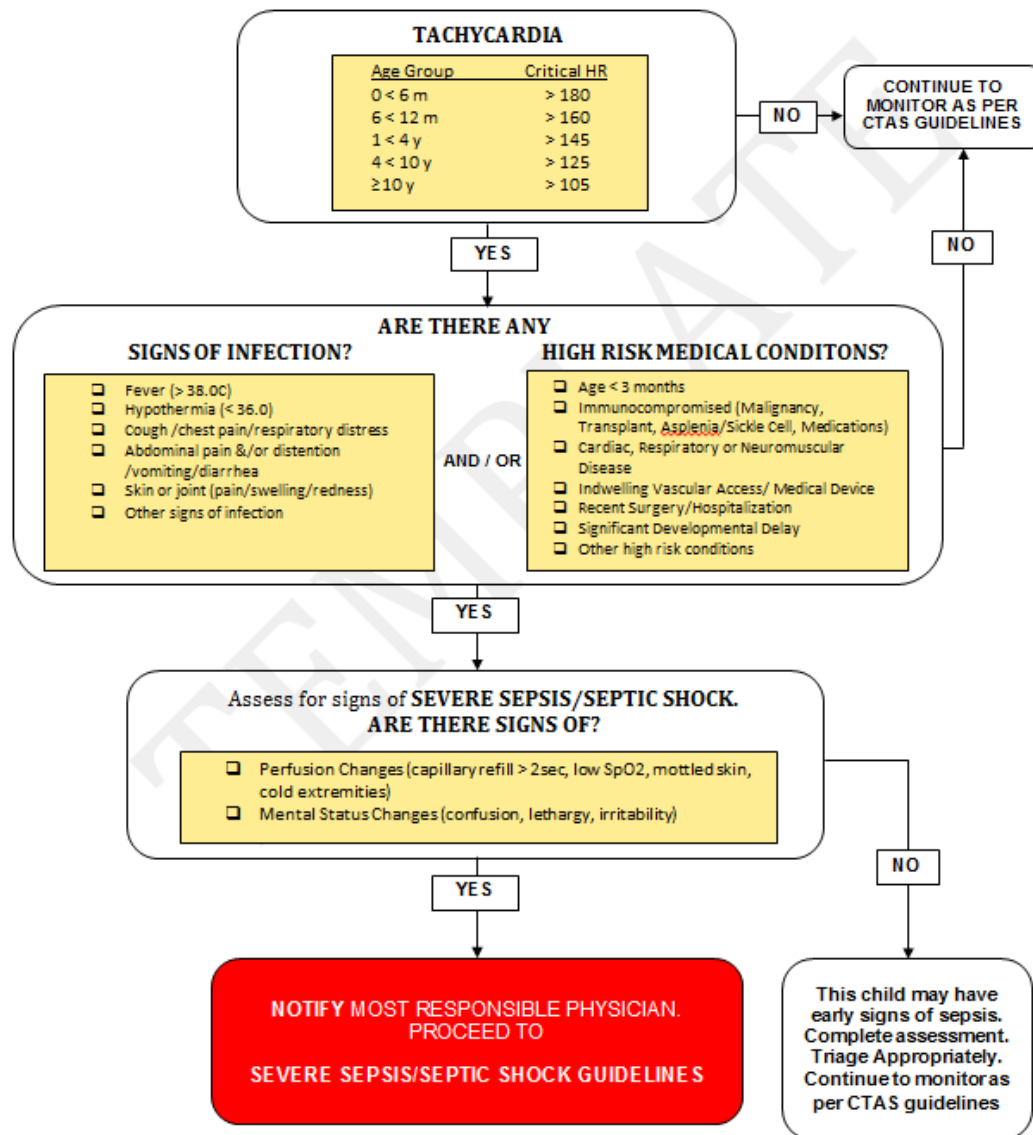 TACHYCARDIA
Age Group Critical HR
0 < 6 m > 180
6 < 12 m > 160
1 < 4 y > 145
4 < 10 y > 125
≥10 y > 105
NO
CONTINUE TO
MONITOR AS PER
CTAS GUIDELINES
YES
NO
ARE THERE ANY
SIGNS OF INFECTION?
Fever (> 38.0C)
Hypothermia (< 36.0)
Cough /chest pain/respiratory distress
Abdominal pain &/or distention
/vomiting/diarrhea
Skin or joint (pain/swelling/redness)
Other signs of infection
AND / OR
HIGH RISK MEDICAL CONDITONS?
Age < 3 months
Immunocompromised (Malignancy,
Transplant, Asplenia/Sickle Cell, Medications)
Cardiac, Respiratory or Neuromuscular
Disease
Indwelling Vascular Access/ Medical Device
Recent Surgery/Hospitalization
Significant Developmental Delay
Other high risk conditions
YES
Assess for signs of SEVERE SEPSIS/SEPTIC SHOCK.
ARE THERE SIGNS OF?
Perfusion Changes (capillary refill > 2sec, low SpO2, mottled skin,
cold extremities)
Mental Status Changes (confusion, lethargy, irritability)
YES
NO
NOTIFY MOST RESPONSIBLE PHYSICIAN.
PROCEED TO
SEVERE SEPSIS/SEPTIC SHOCK GUIDELINES
This child may have
early signs of sepsis.
Complete assessment.
Triage Appropriately.
Continue to monitor as
per CTAS guidelines
TEMPLATE